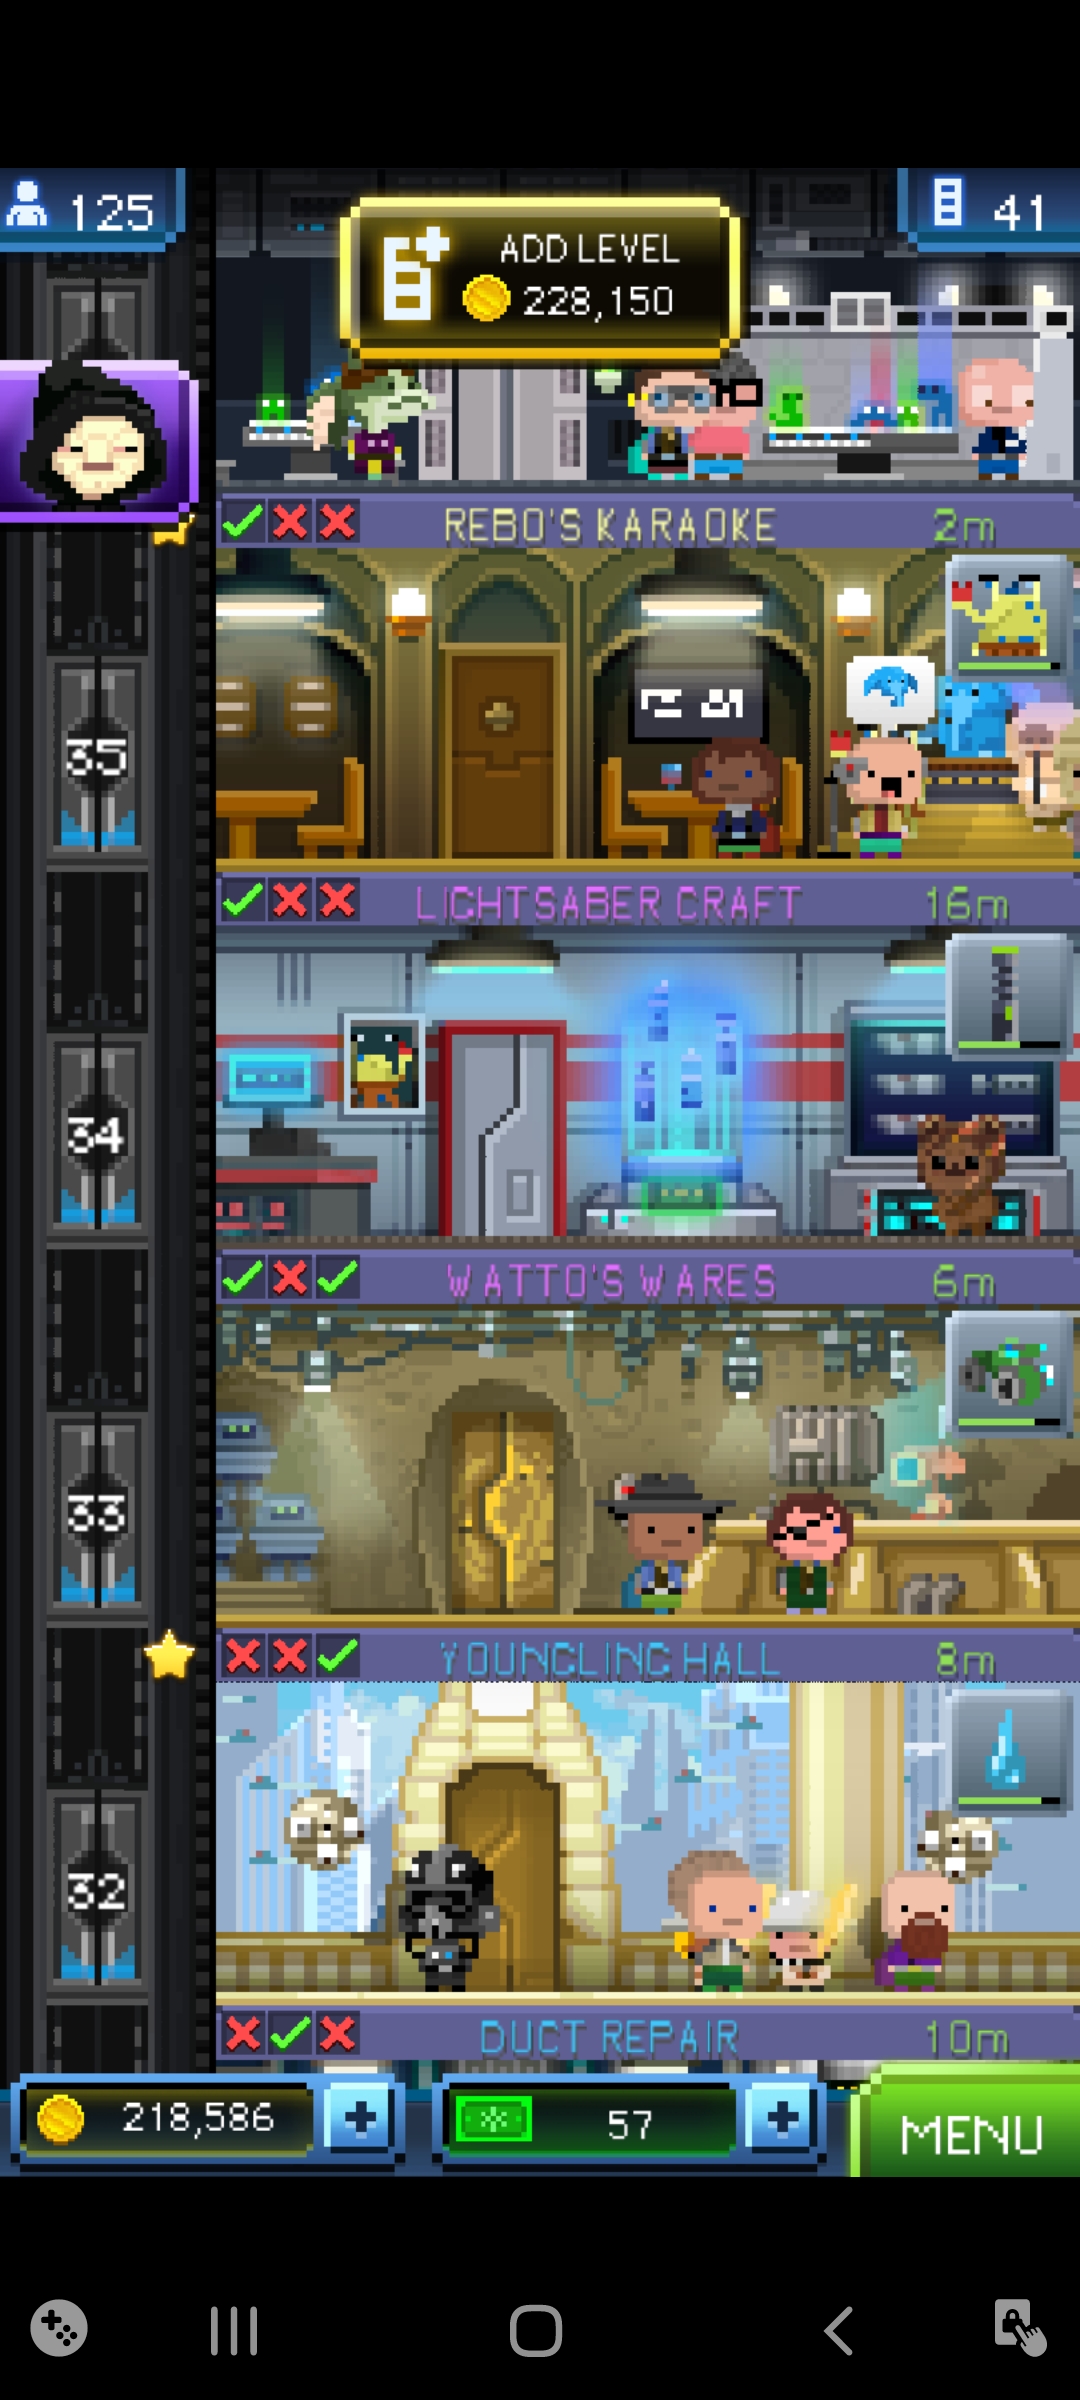 125
41
ADD LEVEL
228,150
REBO'S KARAOKE 2m
35
LIGHTSABER CRAFT 16m
34
WATTO'S WARES 6m
33
YOUNGLING HALL 8m
32
DUCT REPAIR 10m
218,586
57
MENU